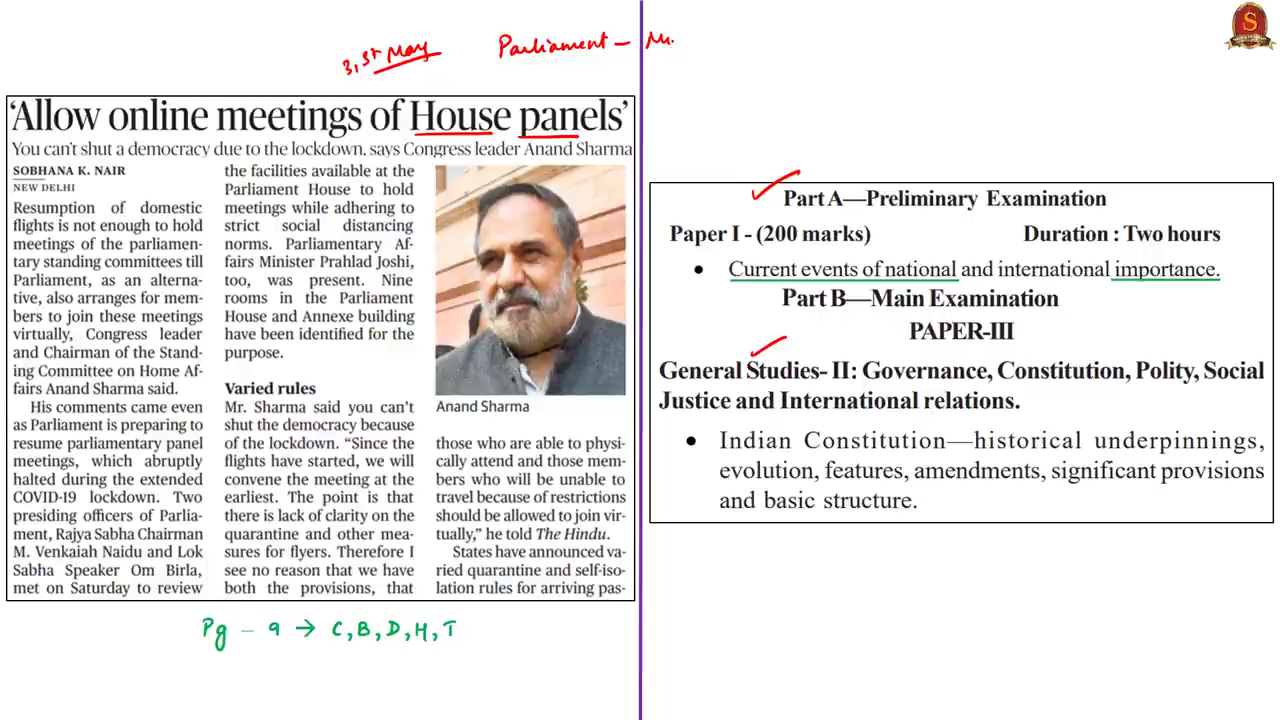 3,st May
Parliament – M.
'Allow online meetings of House panels'
You can't shut a democracy due to the lockdown, says Congress leader Anand Sharma
SOBHANA K. NAIR
NEW DELHI
Resumption of domestic
flights is not enough to hold
meetings of the parliamen-
tary standing committees till
Parliament, as an alterna-
tive, also arranges for mem-
bers to join these meetings
virtually, Congress leader
and Chairman of the Stand-
ing Committee on Home Af-
fairs Anand Sharma said.
His comments came even
as Parliament is preparing to
resume parliamentary panel
meetings, which abruptly
halted during the extended
COVID-19 lockdown. Two
presiding officers of Parlia-
ment, Rajya Sabha Chairman
M. Venkaiah Naidu and Lok
Sabha Speaker Om Birla,
met on Saturday to review
the facilities available at the
Parliament House to hold
meetings while adhering to
strict social distancing
norms. Parliamentary Af-
fairs Minister Prahlad Joshi,
too, was present. Nine
rooms in the Parliament
House and Annexe building
have been identified for the
purpose.
Varied rules
Mr. Sharma said you can't
shut the democracy because
of the lockdown. “Since the
flights have started, we will
convene the meeting at the
earliest. The point is that
there is lack of clarity on the
quarantine and other mea-
sures for flyers. Therefore I
see no reason that we have
both the provisions, that
Anand Sharma
those who are able to physi-
cally attend and those mem-
bers who will be unable to
travel because of restrictions
should be allowed to join vir-
tually,” he told The Hindu.
States have announced va-
ried quarantine and self-iso-
lation rules for arriving pas-
Pg – 9 → C, B, D, H, T
Part A—Preliminary Examination
Paper I - (200 marks) Duration : Two hours
• Current events of national and international importance.
Part B—Main Examination
PAPER-III
General Studies- II: Governance, Constitution, Polity, Social
Justice and International relations.
• Indian Constitution—historical underpinnings,
evolution, features, amendments, significant provisions
and basic structure.
S